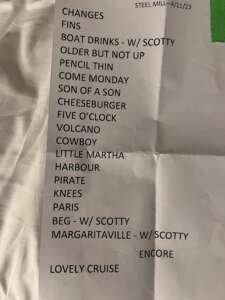 STEEL MILL-4/11/23
CHANGES
FINS
BOAT DRINKS - W/ SCOTTY
OLDER BUT NOT UP
PENCIL THIN
COME MONDAY
SON OF A SON
CHEESEBURGER
FIVE O'CLOCK
VOLCANO
COWBOY
LITTLE MARTHA
HARBOUR
PIRATE
KNEES
PARIS
BEG - W/ SCOTTY
MARGARITAVILLE - W/ SCOTTY
ENCORE
LOVELY CRUISE